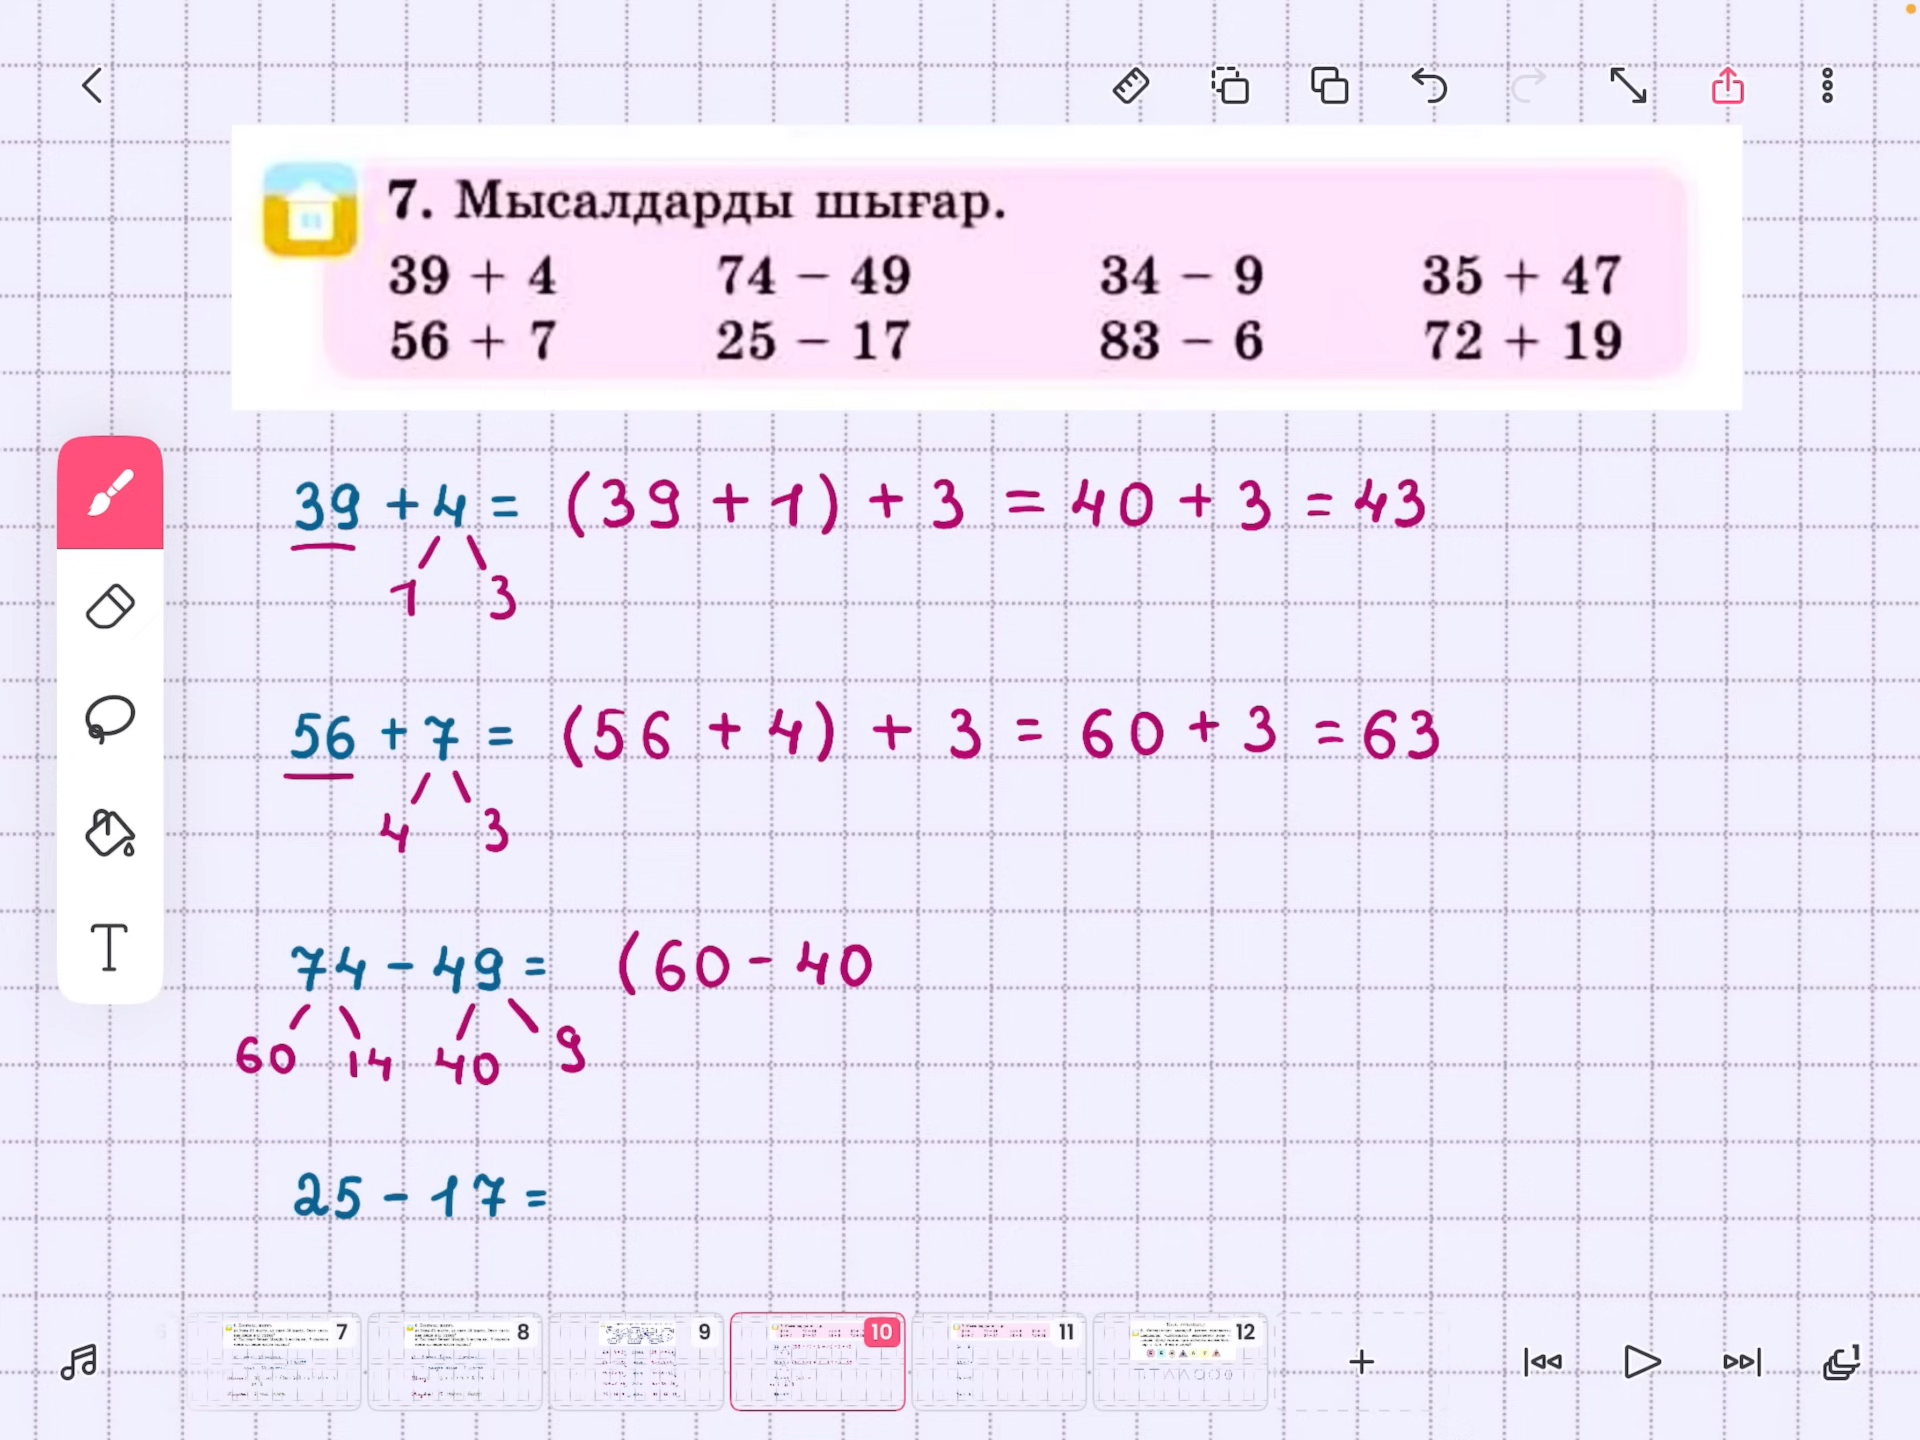 7. Мысалдарды шығар.
39 + 4 74 − 49 34 − 9 35 + 47
56 + 7 25 − 17 83 − 6 72 + 19
39 + 4 = (39 + 1) + 3 = 40 + 3 = 43
1 3
56 + 7 = (56 + 4) + 3 = 60 + 3 = 63
4 3
74 - 49 = (60 - 40
60 14 40 9
25 - 17 =
T
7 8 9 10 11 12